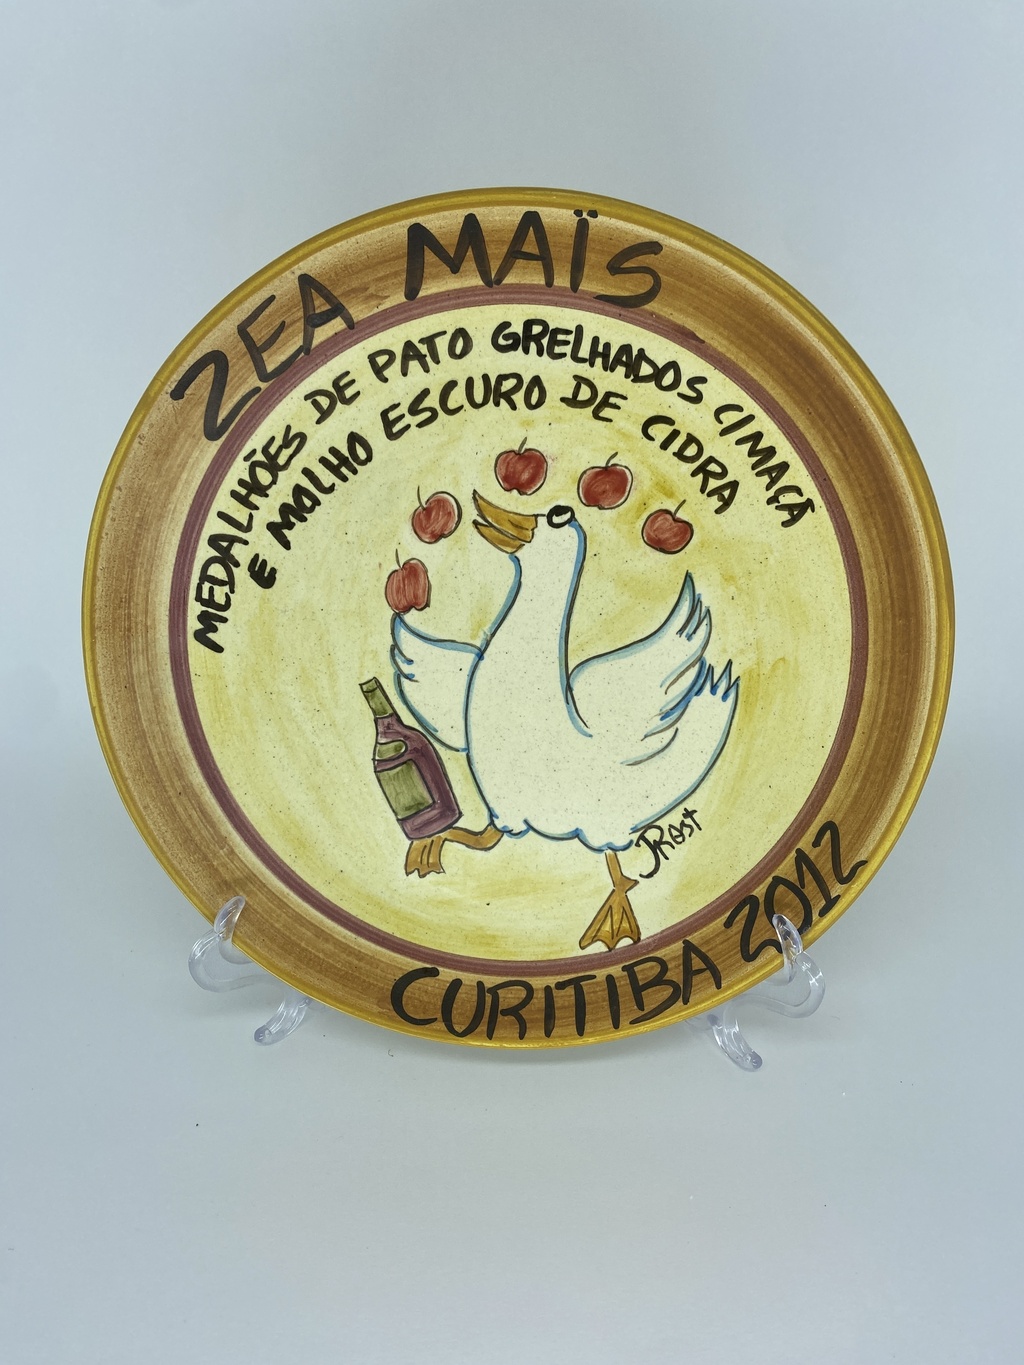 ZEA MAÏS
MEDALHÕES DE PATO GRELHADOS C/MAÇÃ
E MOLHO ESCURO DE CIDRA
JRost
CURITIBA 2012